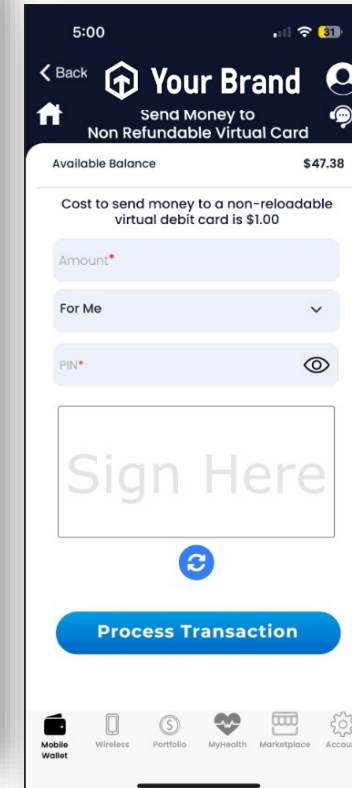 5:00
31
Back
Your Brand
Send Money to
Non Refundable Virtual Card
Available Balance $47.38
Cost to send money to a non-reloadable
virtual debit card is $1.00
Amount*
For Me
PIN*
Sign Here
Process Transaction
Mobile Wallet
Wireless
Portfolio
MyHealth
Marketplace